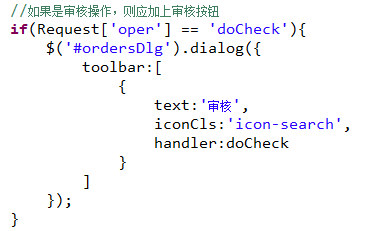 //如果是审核操作，则应加上审核按钮
if(Request['oper'] == 'doCheck'){
    $('#ordersDlg').dialog({
        toolbar:[
            {
                text:'审核',
                iconCls:'icon-search',
                handler:doCheck
            }
        ]
    });
}